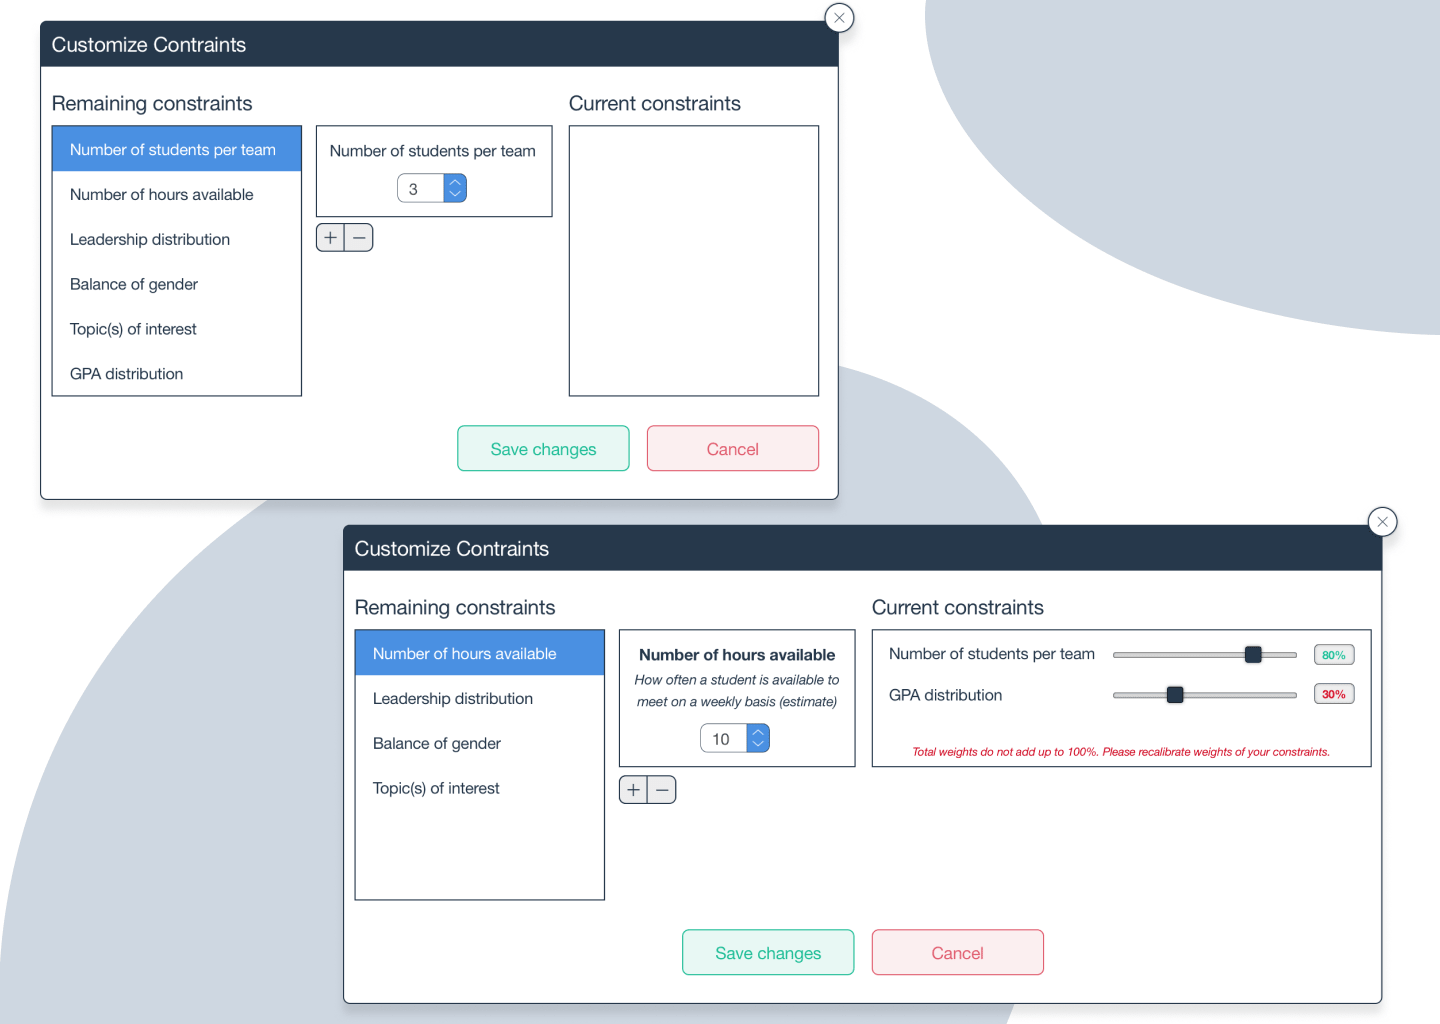 Customize Contraints
Remaining constraints
Number of students per team
Number of hours available
Leadership distribution
Balance of gender
Topic(s) of interest
GPA distribution
Number of students per team
3
+ −
Current constraints
Save changes
Cancel
Customize Contraints
Remaining constraints
Number of hours available
Leadership distribution
Balance of gender
Topic(s) of interest
Number of hours available
How often a student is available to
meet on a weekly basis (estimate)
10
+ −
Current constraints
Number of students per team 80%
GPA distribution 30%
Total weights do not add up to 100%. Please recalibrate weights of your constraints.
Save changes
Cancel